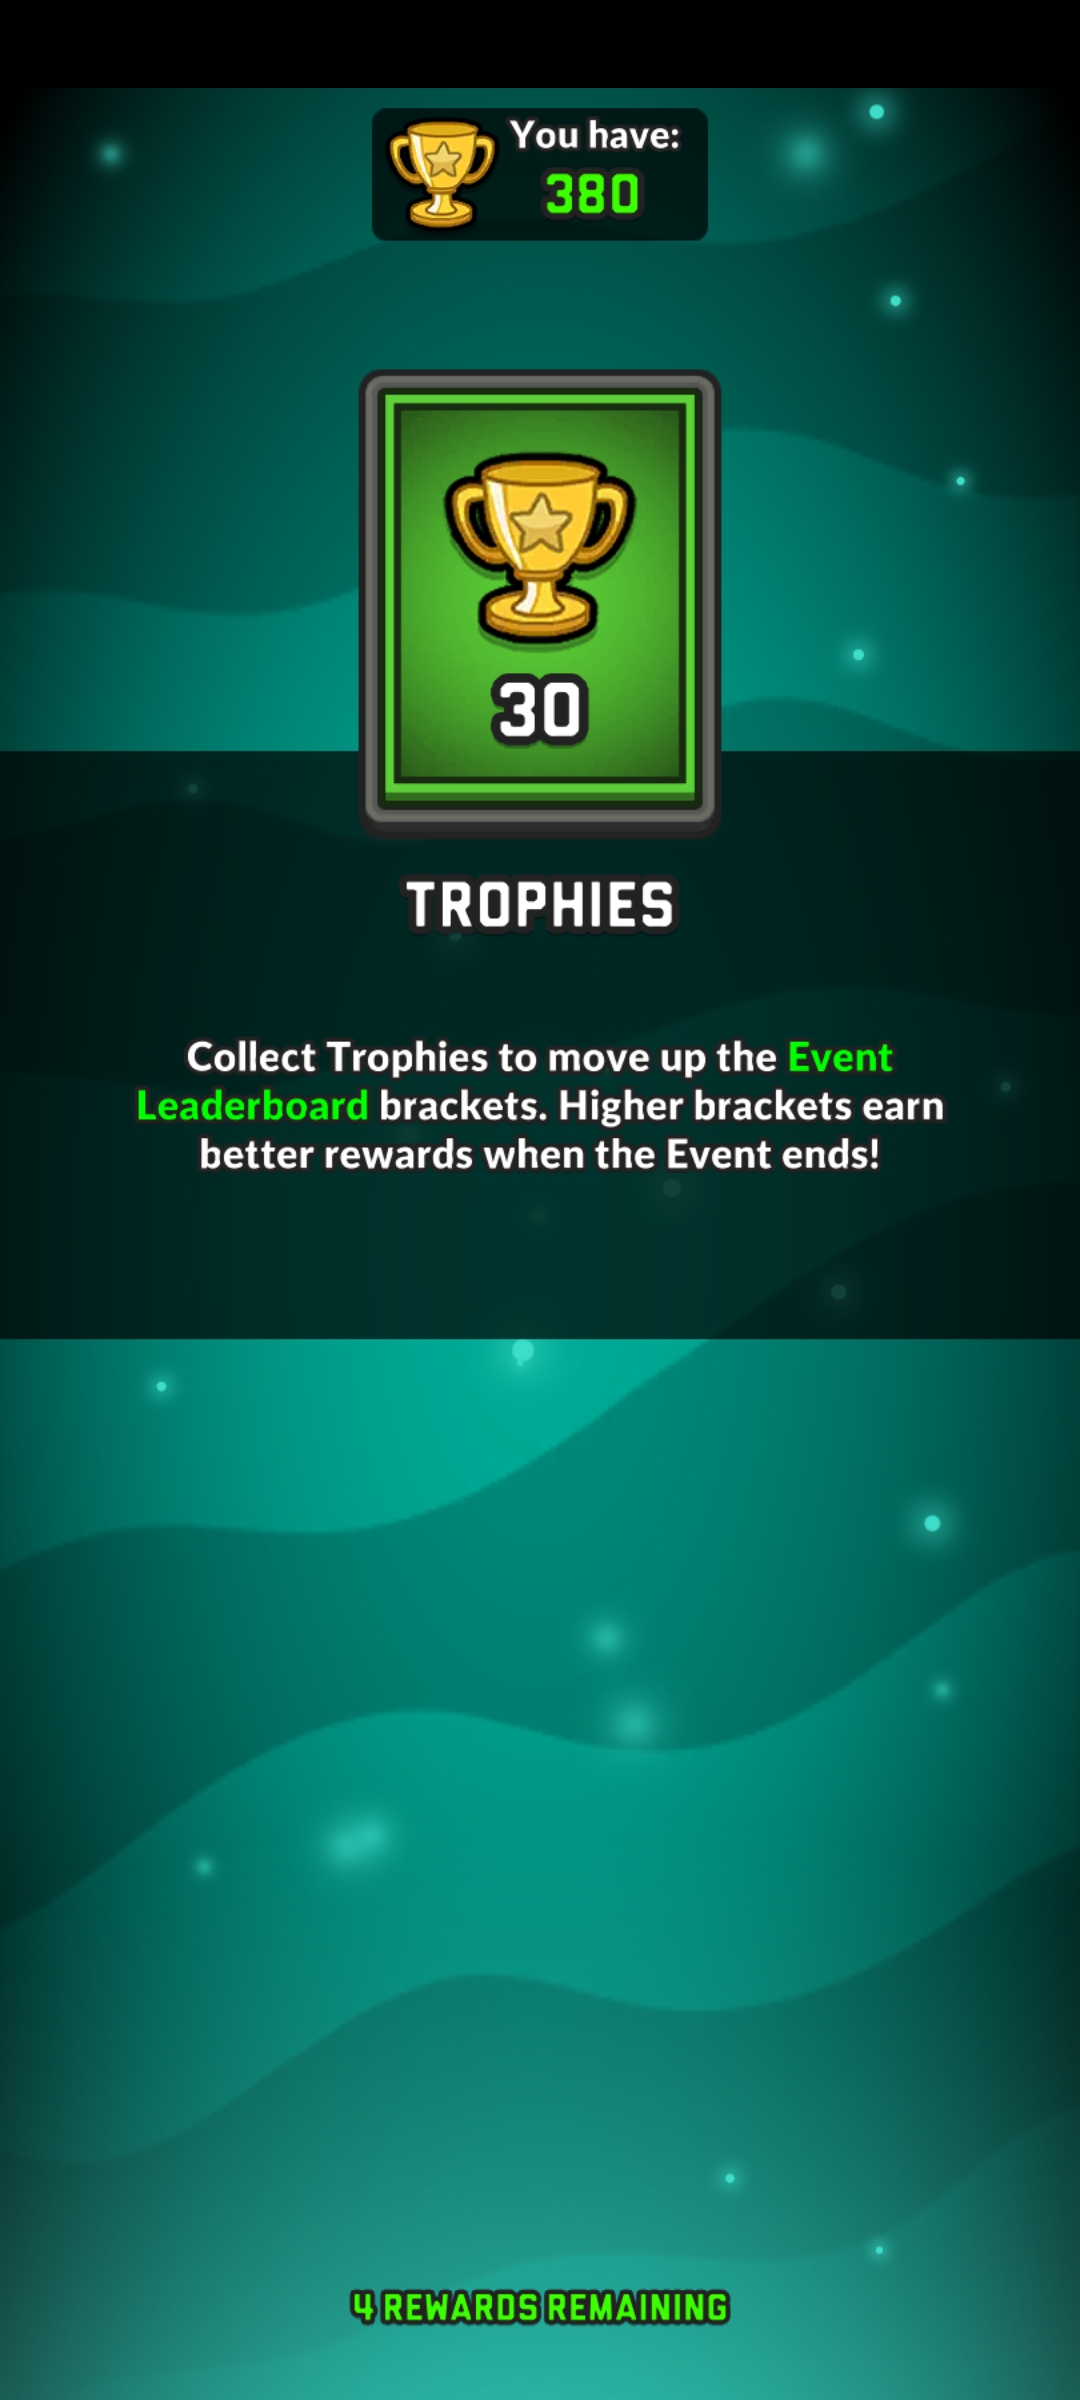 You have:
380
30
TROPHIES
Collect Trophies to move up the Event
Leaderboard brackets. Higher brackets earn
better rewards when the Event ends!
4 REWARDS REMAINING